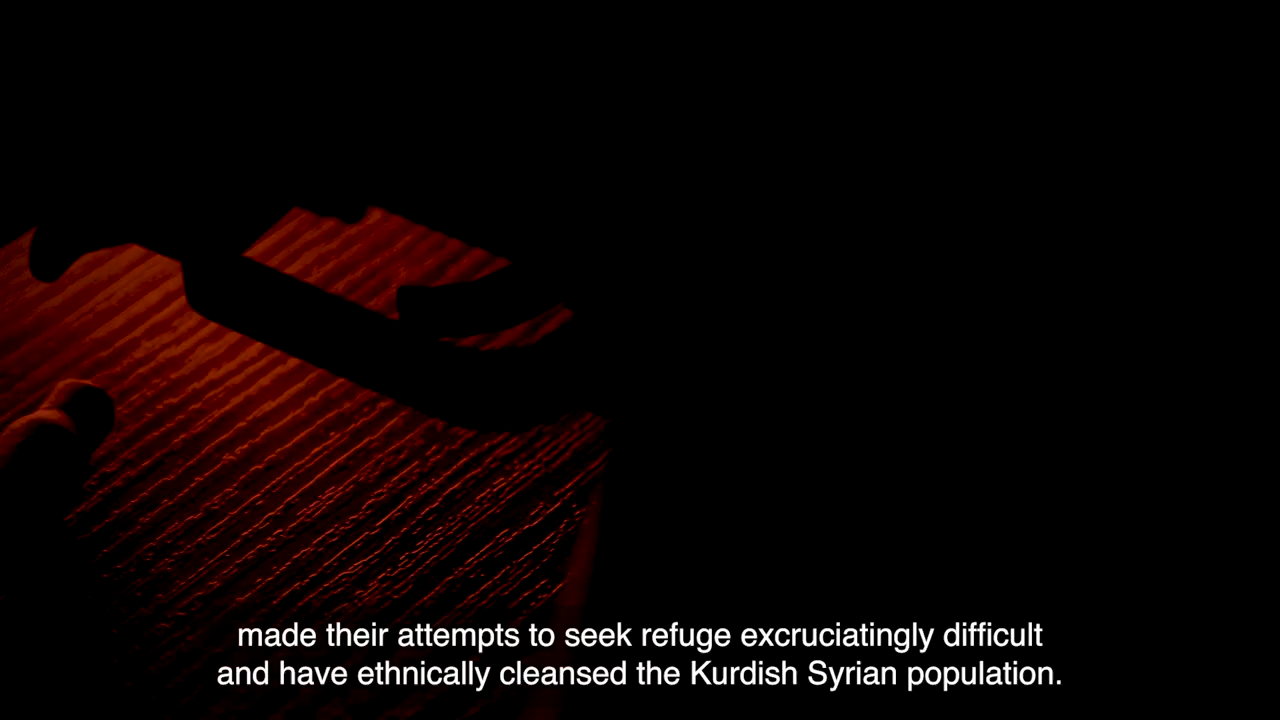 made their attempts to seek refuge excruciatingly difficult
and have ethnically cleansed the Kurdish Syrian population.